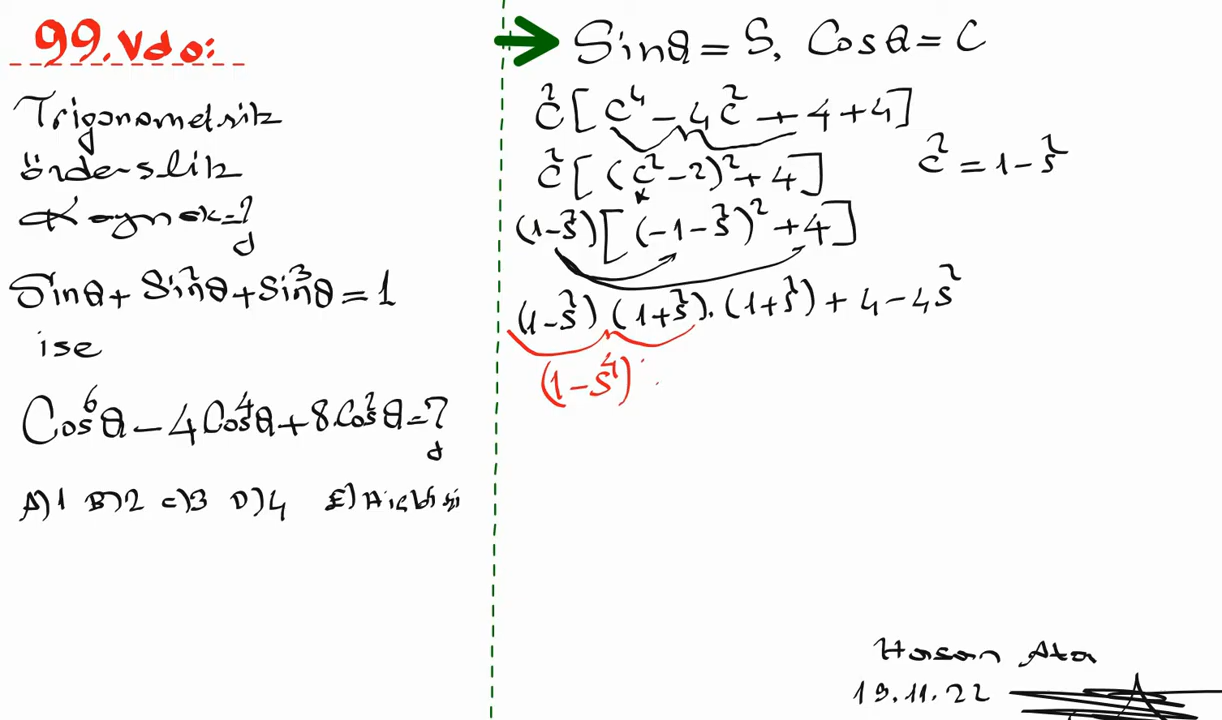 99.Vdo:
Trigonometrik
özdeşlik
Kaynak=?
Sinθ + Sin²θ + Sin³θ = 1
ise
Cos⁶θ - 4Cos⁴θ + 8Cos²θ = ?
A)1 B)2 C)3 D)4 E)Hiçbiri
Sinθ = S, Cosθ = C
C²[C⁴ - 4C² + 4 + 4]
C²[(C² - 2)² + 4] C² = 1 - S²
(1-S²)[(-1-S²)² + 4]
(1-S²)(1+S²).(1+S²) + 4 - 4S²
(1-S⁴)
Hasan Ata
19.11.22